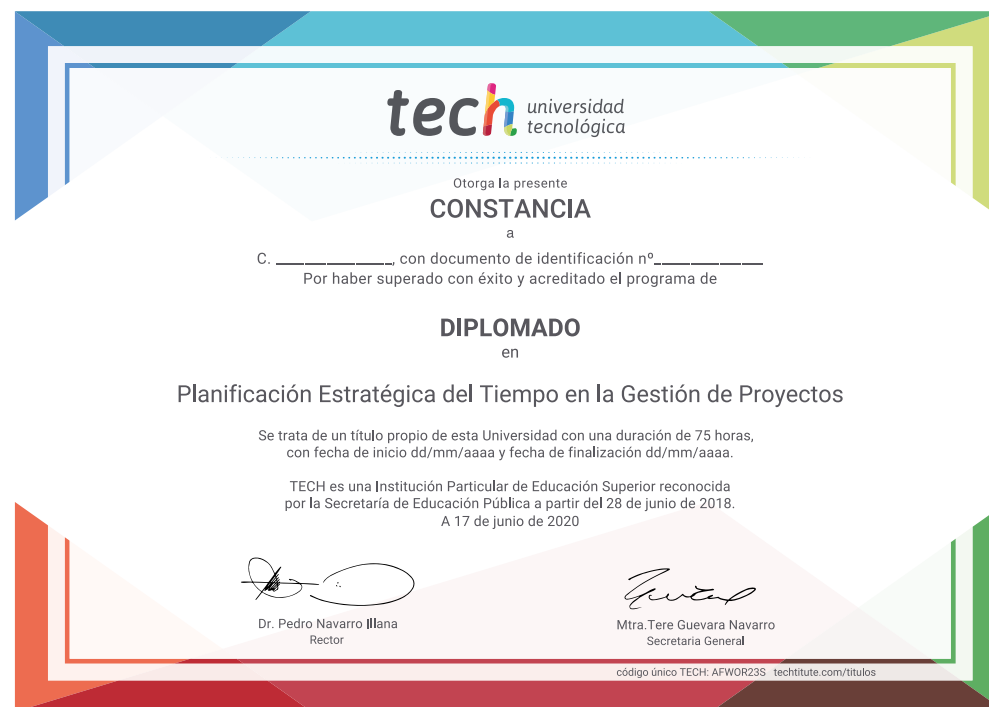 tech universidad
tecnológica
Otorga la presente
CONSTANCIA
a
C. ______________, con documento de identificación nº_____________
Por haber superado con éxito y acreditado el programa de
DIPLOMADO
en
Planificación Estratégica del Tiempo en la Gestión de Proyectos
Se trata de un título propio de esta Universidad con una duración de 75 horas,
con fecha de inicio dd/mm/aaaa y fecha de finalización dd/mm/aaaa.
TECH es una Institución Particular de Educación Superior reconocida
por la Secretaría de Educación Pública a partir del 28 de junio de 2018.
A 17 de junio de 2020
Dr. Pedro Navarro Illana
Rector
Mtra.Tere Guevara Navarro
Secretaria General
código único TECH: AFWOR23S techtitute.com/titulos